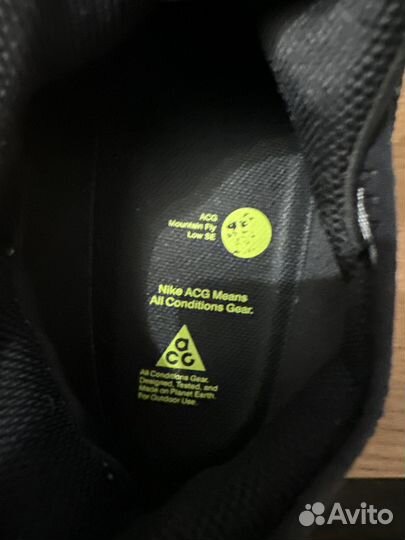 ACG
Mountain Fly
Low SE
Nike ACG Means
All Conditions Gear.
aCG
All Conditions Gear.
Designed, Tested, and
Made on Planet Earth.
For Outdoor Use.
Avito